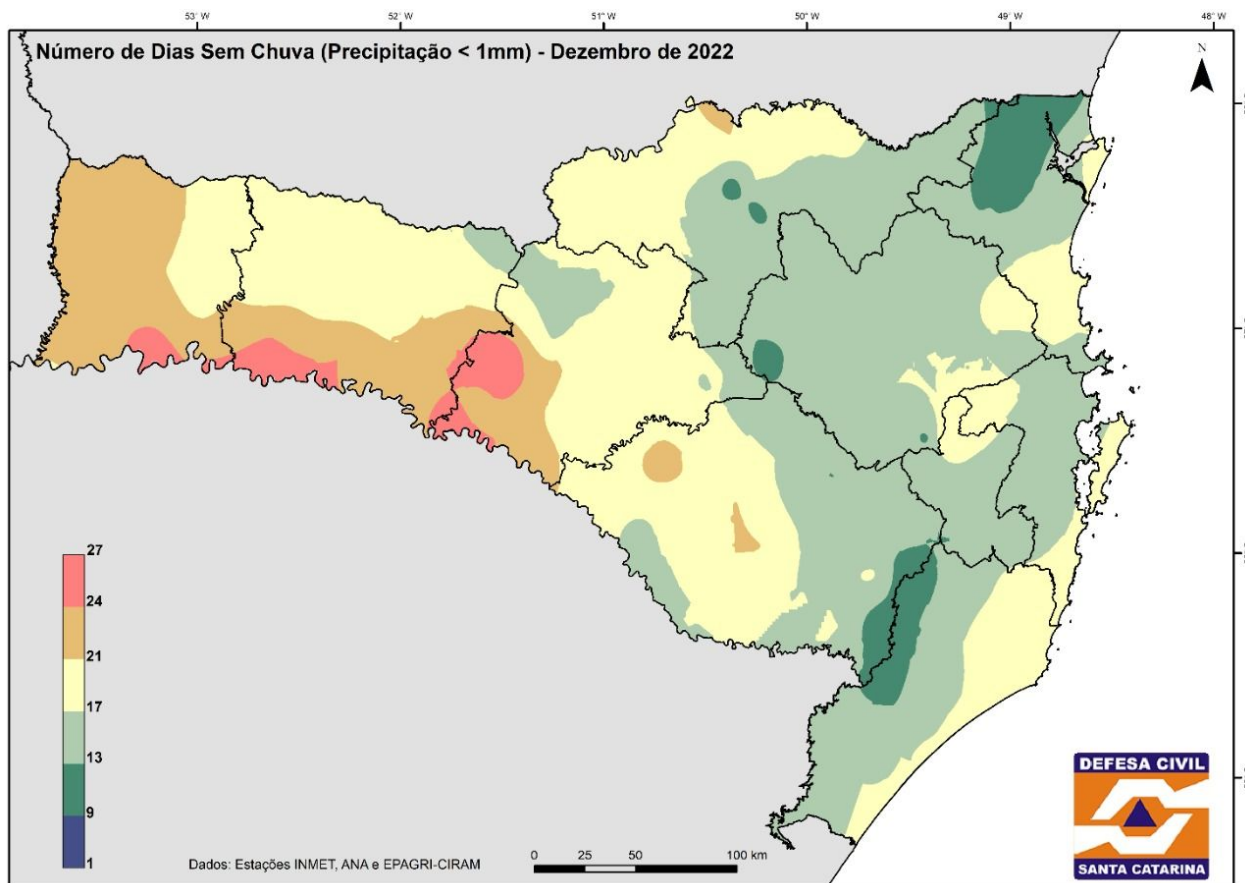 53° W
52° W
51° W
50° W
49° W
48° W
Número de Dias Sem Chuva (Precipitação < 1mm) - Dezembro de 2022
N
27
24
21
17
13
9
1
Dados: Estações INMET, ANA e EPAGRI-CIRAM
0 25 50 100 km
DEFESA CIVIL
SANTA CATARINA